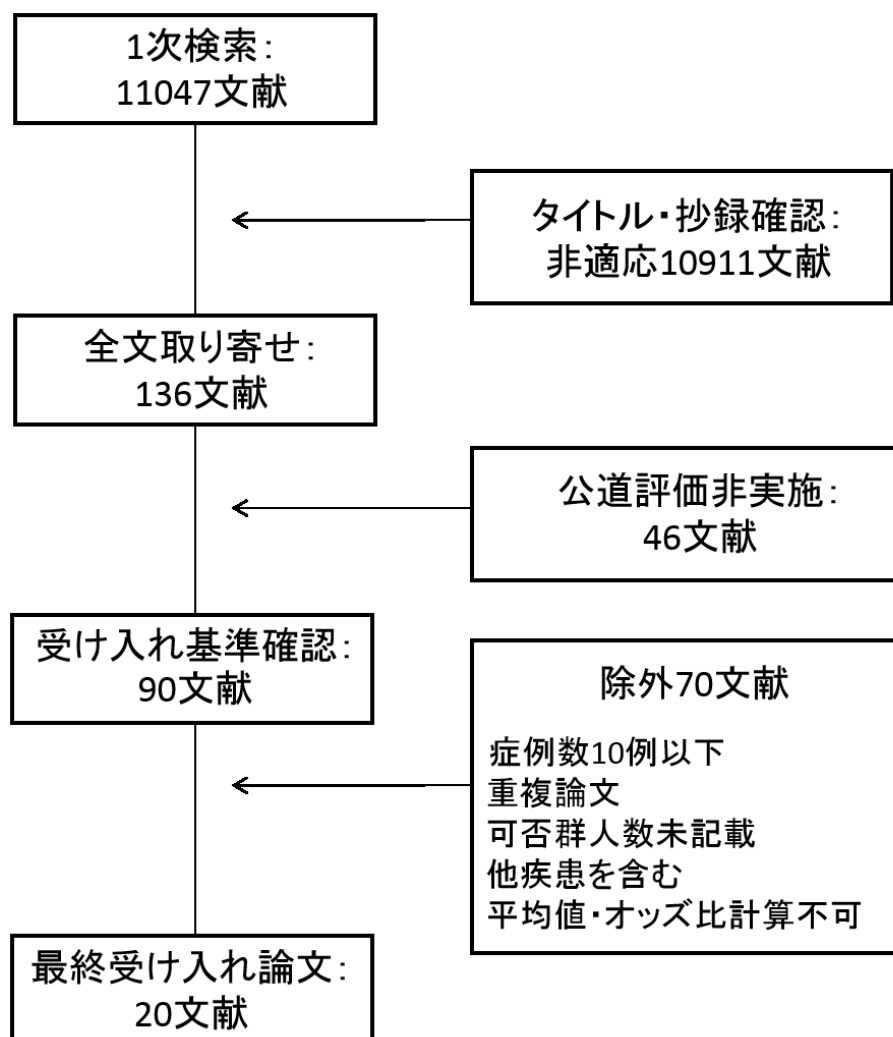 1次検索：
11047文献
タイトル・抄録確認：
非適応10911文献
全文取り寄せ：
136文献
公道評価非実施：
46文献
受け入れ基準確認：
90文献
除外70文献
症例数10例以下
重複論文
可否群人数未記載
他疾患を含む
平均値・オッズ比計算不可
最終受け入れ論文：
20文献